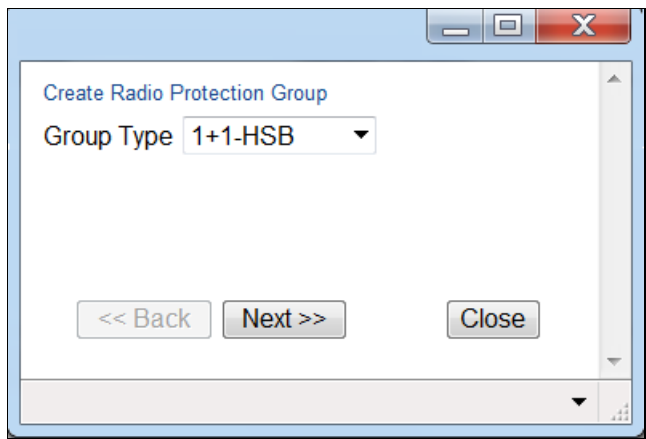 Create Radio Protection Group
Group Type 1+1-HSB
<< Back Next >> Close